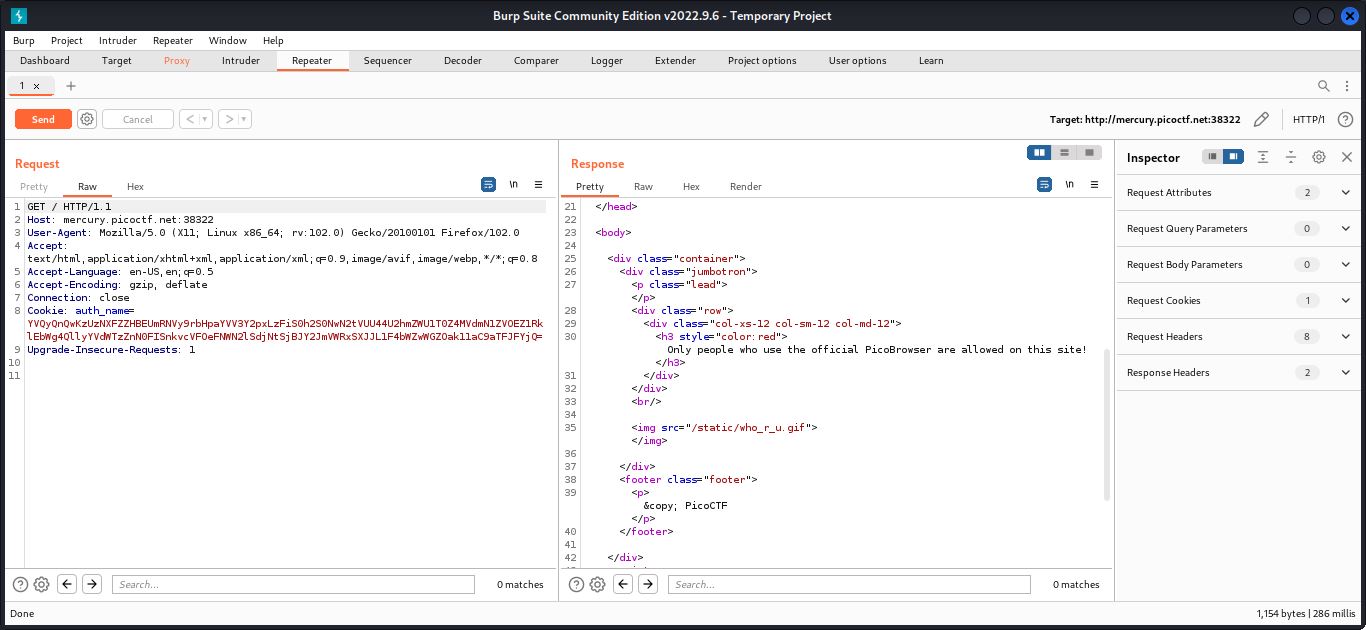 Burp Suite Community Edition v2022.9.6 - Temporary Project
Burp Project Intruder Repeater Window Help
Dashboard Target Proxy Intruder Repeater Sequencer Decoder Comparer Logger Extender Project options User options Learn
1 × +
Send Cancel < > Target: http://mercury.picoctf.net:38322 HTTP/1
Request
Pretty Raw Hex \n
1 GET / HTTP/1.1
2 Host: mercury.picoctf.net:38322
3 User-Agent: Mozilla/5.0 (X11; Linux x86_64; rv:102.0) Gecko/20100101 Firefox/102.0
4 Accept:
text/html,application/xhtml+xml,application/xml;q=0.9,image/avif,image/webp,*/*;q=0.8
5 Accept-Language: en-US,en;q=0.5
6 Accept-Encoding: gzip, deflate
7 Connection: close
8 Cookie: auth_name=
9 Upgrade-Insecure-Requests: 1
10
11
Search... 0 matches
Response
Pretty Raw Hex Render \n
21 </head>
22
23 <body>
24
25 <div class="container">
26 <div class="jumbotron">
27 <p class="lead">
</p>
28 <div class="row">
29 <div class="col-xs-12 col-sm-12 col-md-12">
30 <h3 style="color:red">
Only people who use the official PicoBrowser are allowed on this site!
</h3>
31 </div>
32 </div>
33 <br/>
34
35 <img src="/static/who_r_u.gif">
</img>
36
37 </div>
38 <footer class="footer">
39 <p>
&copy; PicoCTF
</p>
40 </footer>
41
42 </div>
Search... 0 matches
Inspector
Request Attributes 2
Request Query Parameters 0
Request Body Parameters 0
Request Cookies 1
Request Headers 8
Response Headers 2
Done 1,154 bytes | 286 millis